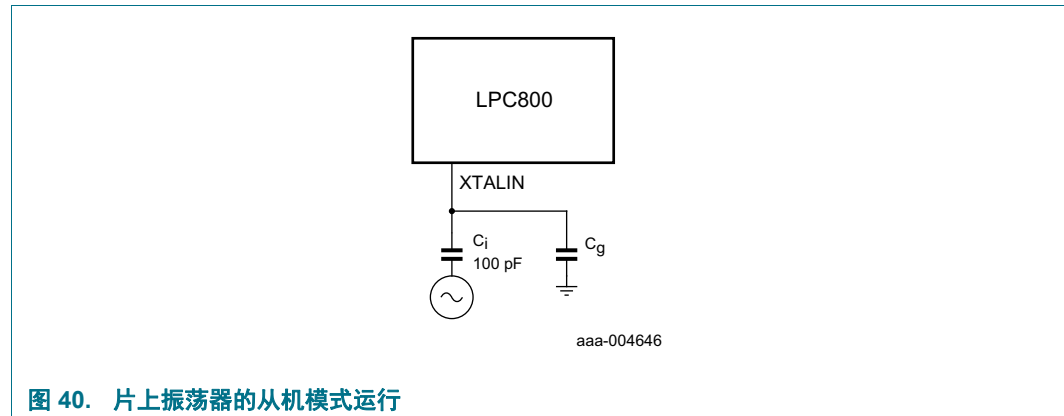 LPC800
XTALIN
Ci
100 pF
Cg
aaa-004646
图 40. 片上振荡器的从机模式运行